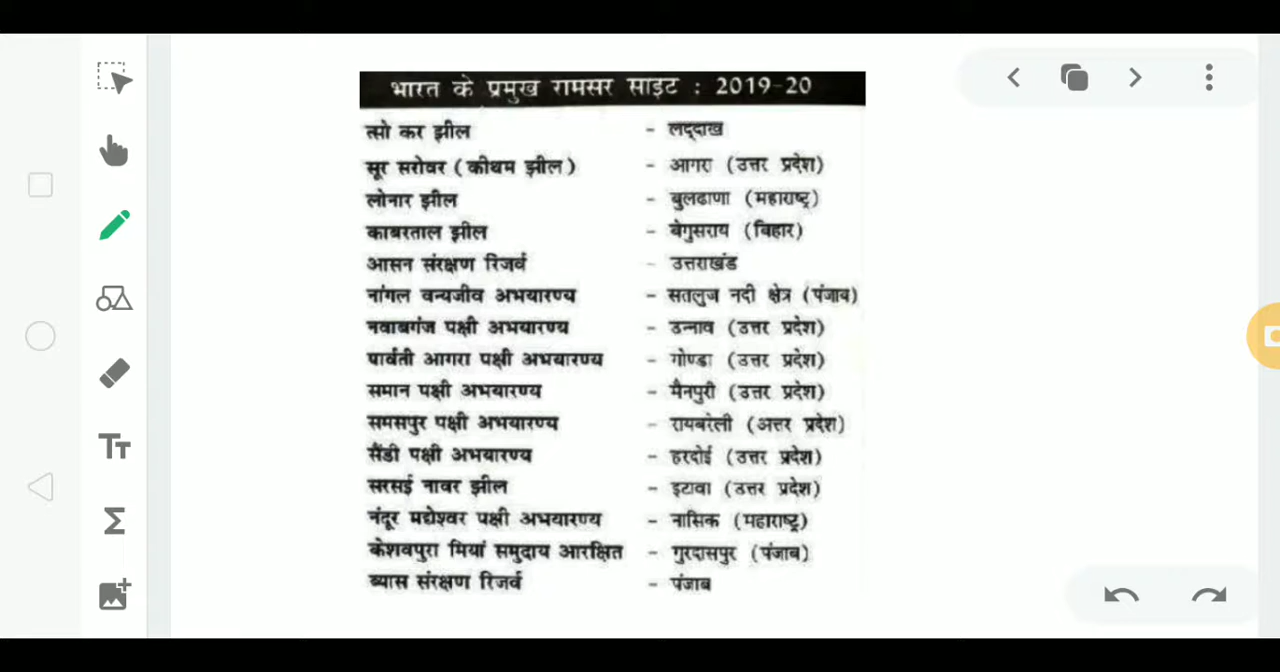 भारत के प्रमुख रामसर साइट : 2019-20
त्सो कर झील - लद्दाख
सूर सरोवर (कीथम झील) - आगरा (उत्तर प्रदेश)
लोनार झील - बुलढाणा (महाराष्ट्र)
काबरताल झील - बेगुसराय (बिहार)
आसन संरक्षण रिजर्व - उत्तराखंड
नांगल वन्यजीव अभयारण्य - सतलुज नदी क्षेत्र (पंजाब)
नवाबगंज पक्षी अभयारण्य - उन्नाव (उत्तर प्रदेश)
पार्वती आगरा पक्षी अभयारण्य - गोण्डा (उत्तर प्रदेश)
समान पक्षी अभयारण्य - मैनपुरी (उत्तर प्रदेश)
समसपुर पक्षी अभयारण्य - रायबरेली (अत्तर प्रदेश)
सैंडी पक्षी अभयारण्य - हरदोई (उत्तर प्रदेश)
सरसई नावर झील - इटावा (उत्तर प्रदेश)
नंदूर मद्येश्वर पक्षी अभयारण्य - नासिक (महाराष्ट्र)
केशवपुरा मियां समुदाय आरक्षित - गुरदासपुर (पंजाब)
ब्यास संरक्षण रिजर्व - पंजाब
Tт
Σ